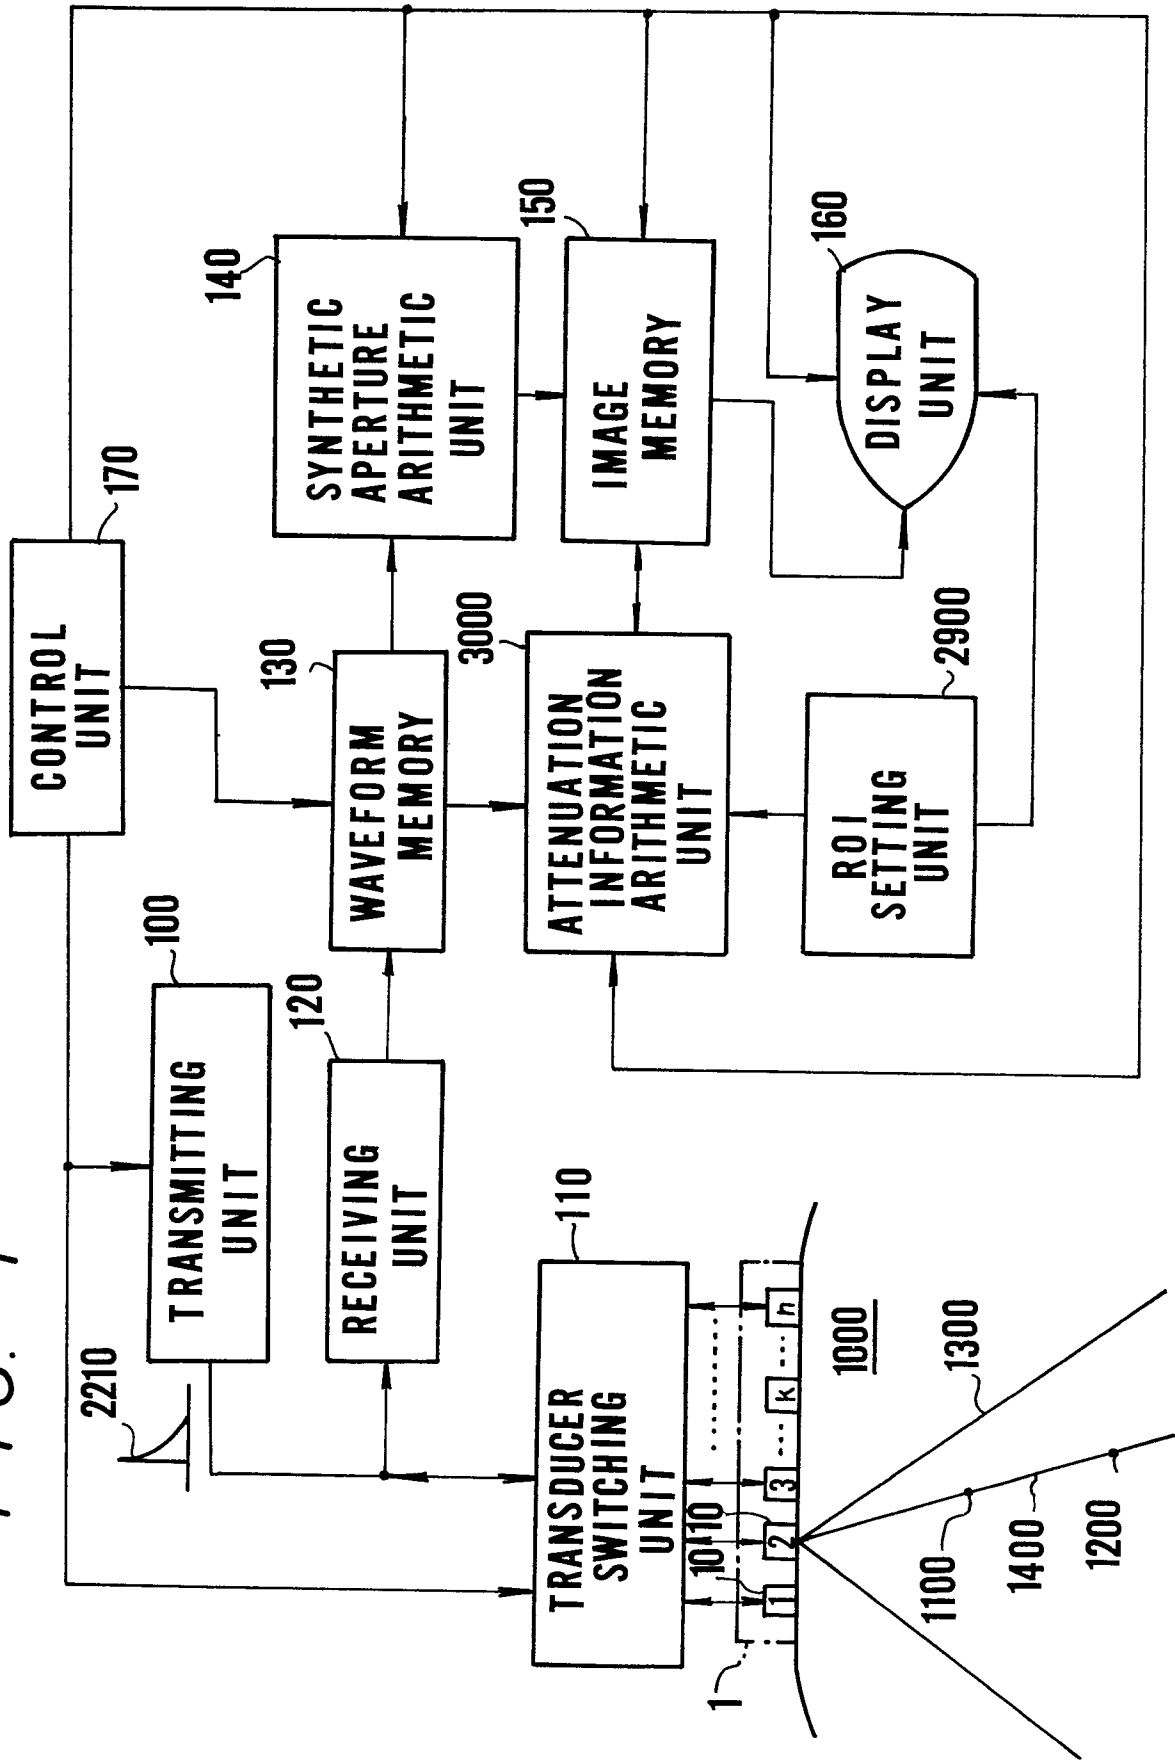 CONTROL
UNIT
170
TRANSMITTING
UNIT
100
2210
RECEIVING
UNIT
120
WAVEFORM
MEMORY
130
SYNTHETIC
APERTURE
ARITHMETIC
UNIT
140
TRANSDUCER
SWITCHING
UNIT
110
ATTENUATION
INFORMATION
ARITHMETIC
UNIT
3000
IMAGE
MEMORY
150
ROI
SETTING
UNIT
2900
DISPLAY
UNIT
160
10
10
1
1
2
3
k
n
1000
1300
1100
1400
1200